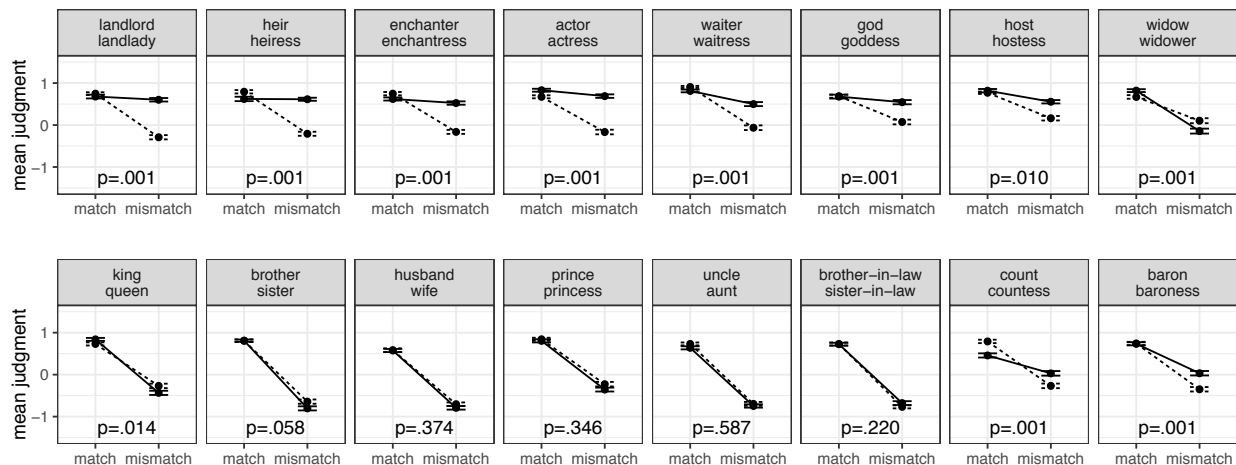 landlord heir enchanter actor waiter god host widow
landlady heiress enchantress actress waitress goddess hostess widower
mean judgment
1
0
−1
p=.001 p=.001 p=.001 p=.001 p=.001 p=.001 p=.010 p=.001
match mismatch match mismatch match mismatch match mismatch match mismatch match mismatch match mismatch match mismatch
king brother husband prince uncle brother−in−law count baron
queen sister wife princess aunt sister−in−law countess baroness
mean judgment
1
0
−1
p=.014 p=.058 p=.374 p=.346 p=.587 p=.220 p=.001 p=.001
match mismatch match mismatch match mismatch match mismatch match mismatch match mismatch match mismatch match mismatch